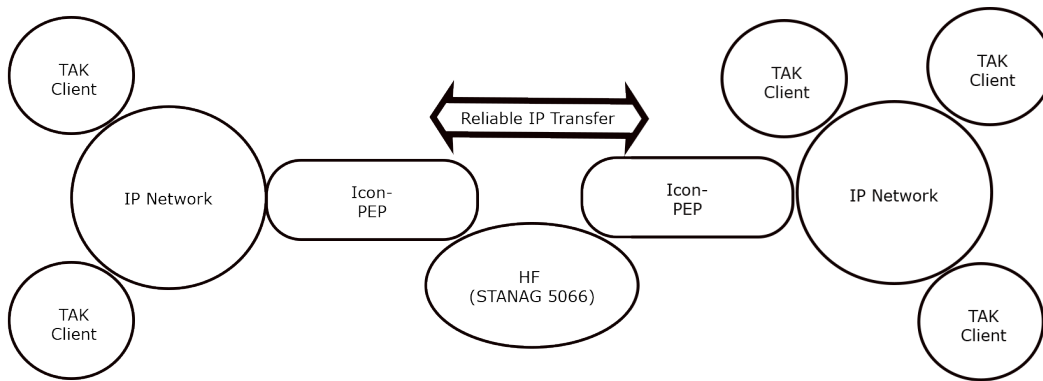 TAK
Client
TAK
Client
TAK
Client
Reliable IP Transfer
IP Network
Icon-
PEP
Icon-
PEP
IP Network
HF
(STANAG 5066)
TAK
Client
TAK
Client